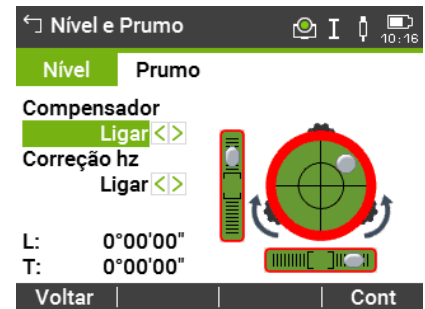 Nível e Prumo
I
10:16
Nível Prumo
Compensador
Ligar
Correção hz
Ligar
L: 0°00'00"
T: 0°00'00"
Voltar Cont